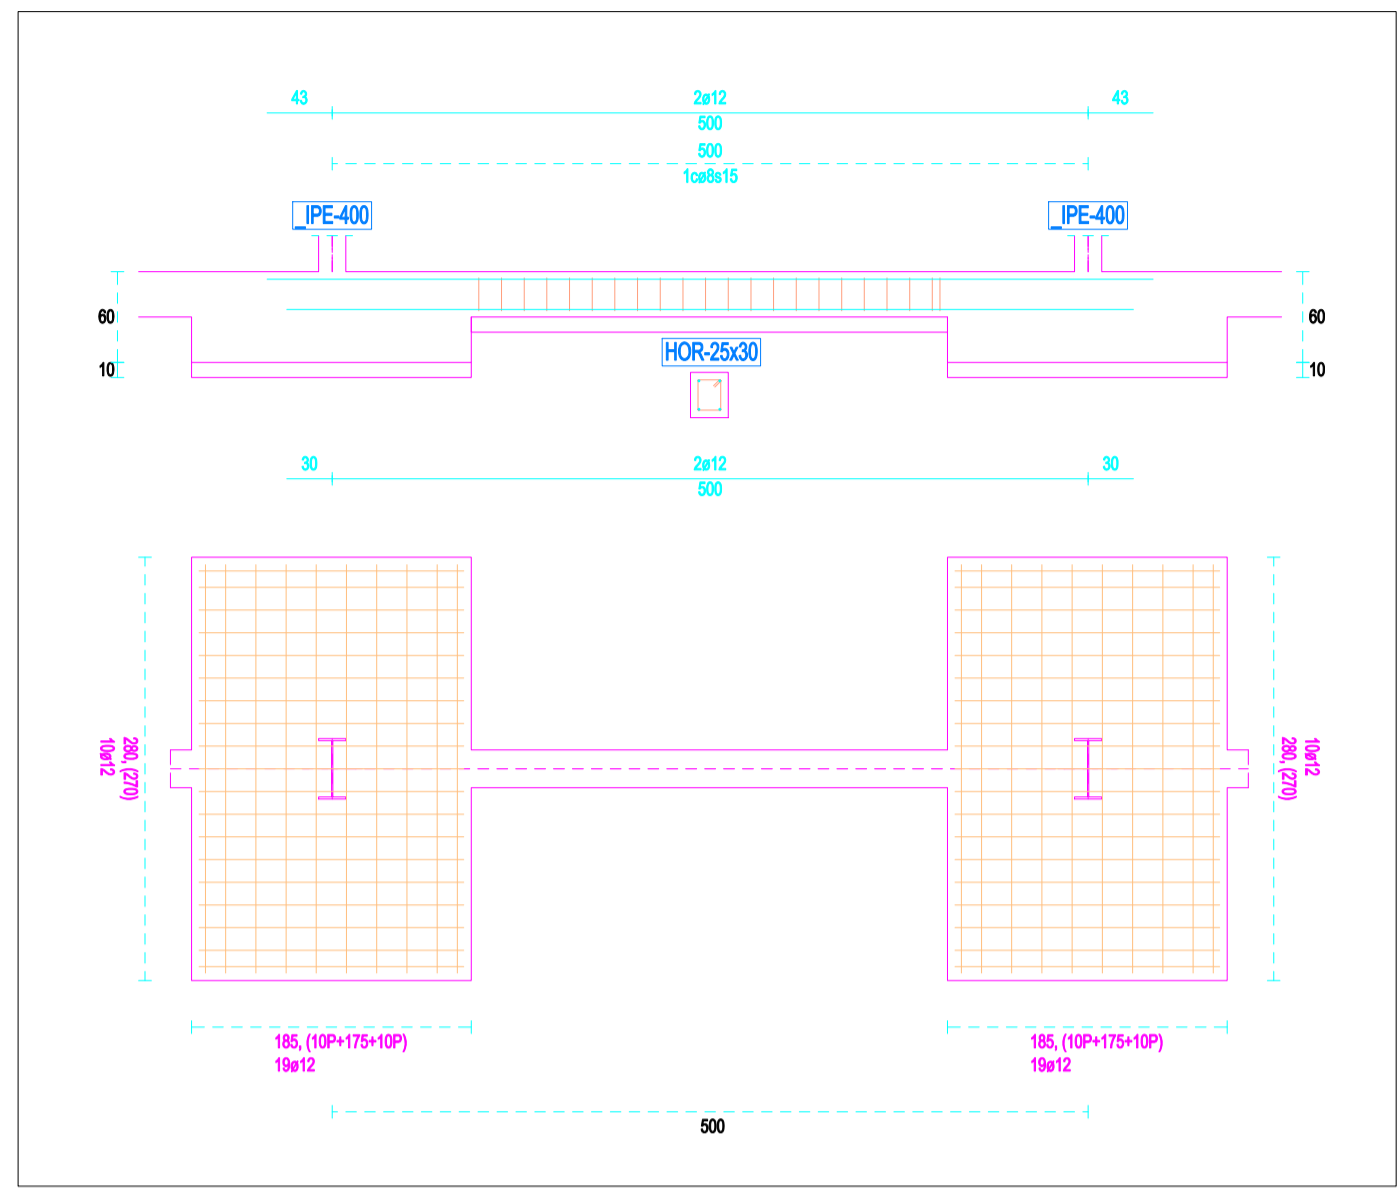 43 2ø12 43
500
500
1cø8s15
_IPE-400 _IPE-400
60 60
10 10
HOR-25x30
30 2ø12 30
500
280, (270)
10ø12
10ø12
280, (270)
185, (10P+175+10P) 185, (10P+175+10P)
19ø12 19ø12
500